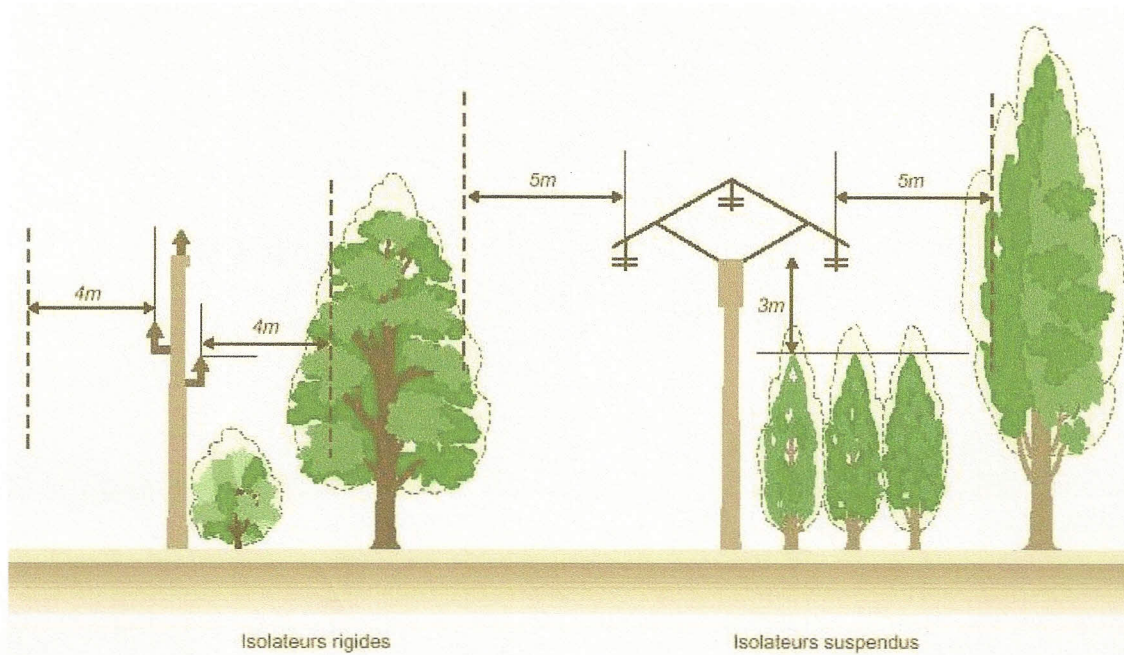 5m
5m
4m
3m
4m
Isolateurs rigides
Isolateurs suspendus